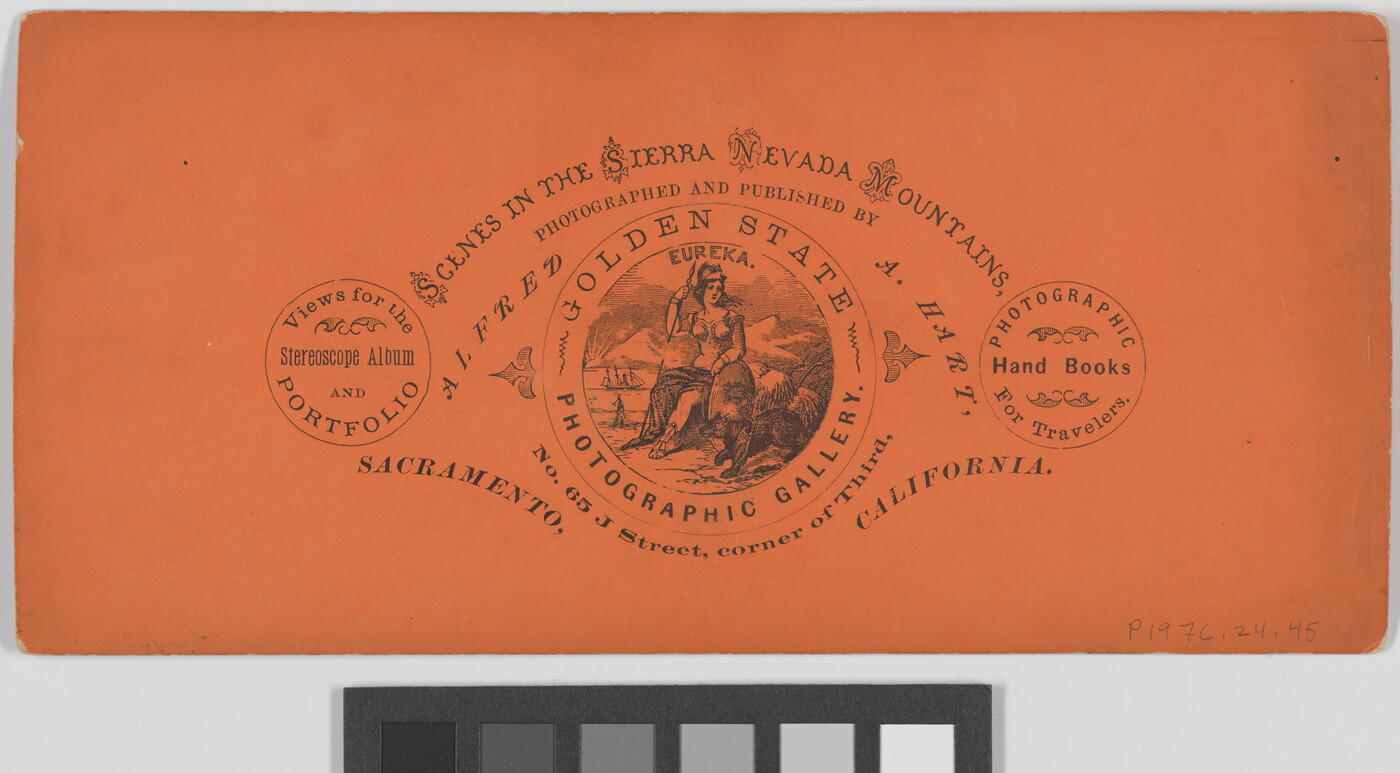 SCENES IN THE SIERRA NEVADA MOUNTAINS,
PHOTOGRAPHED AND PUBLISHED BY
ALFRED A. HART,
GOLDEN STATE
EUREKA.
PHOTOGRAPHIC GALLERY.
No. 65 J Street, corner of Third,
SACRAMENTO, CALIFORNIA.
Views for the
Stereoscope Album
AND
PORTFOLIO
PHOTOGRAPHIC
Hand Books
For Travelers.
P1976.24.45